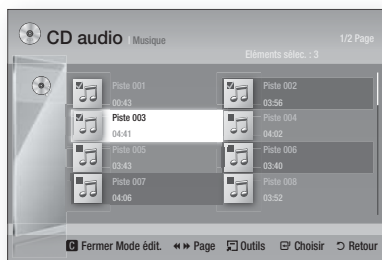 CD audio | Musique
1/2 Page
Eléments sélec. : 3
Piste 001
00:43
Piste 002
03:56
Piste 003
04:41
Piste 004
04:02
Piste 005
03:43
Piste 006
03:40
Piste 007
04:06
Piste 008
03:52
C Fermer Mode édit. Page Outils Choisir Retour